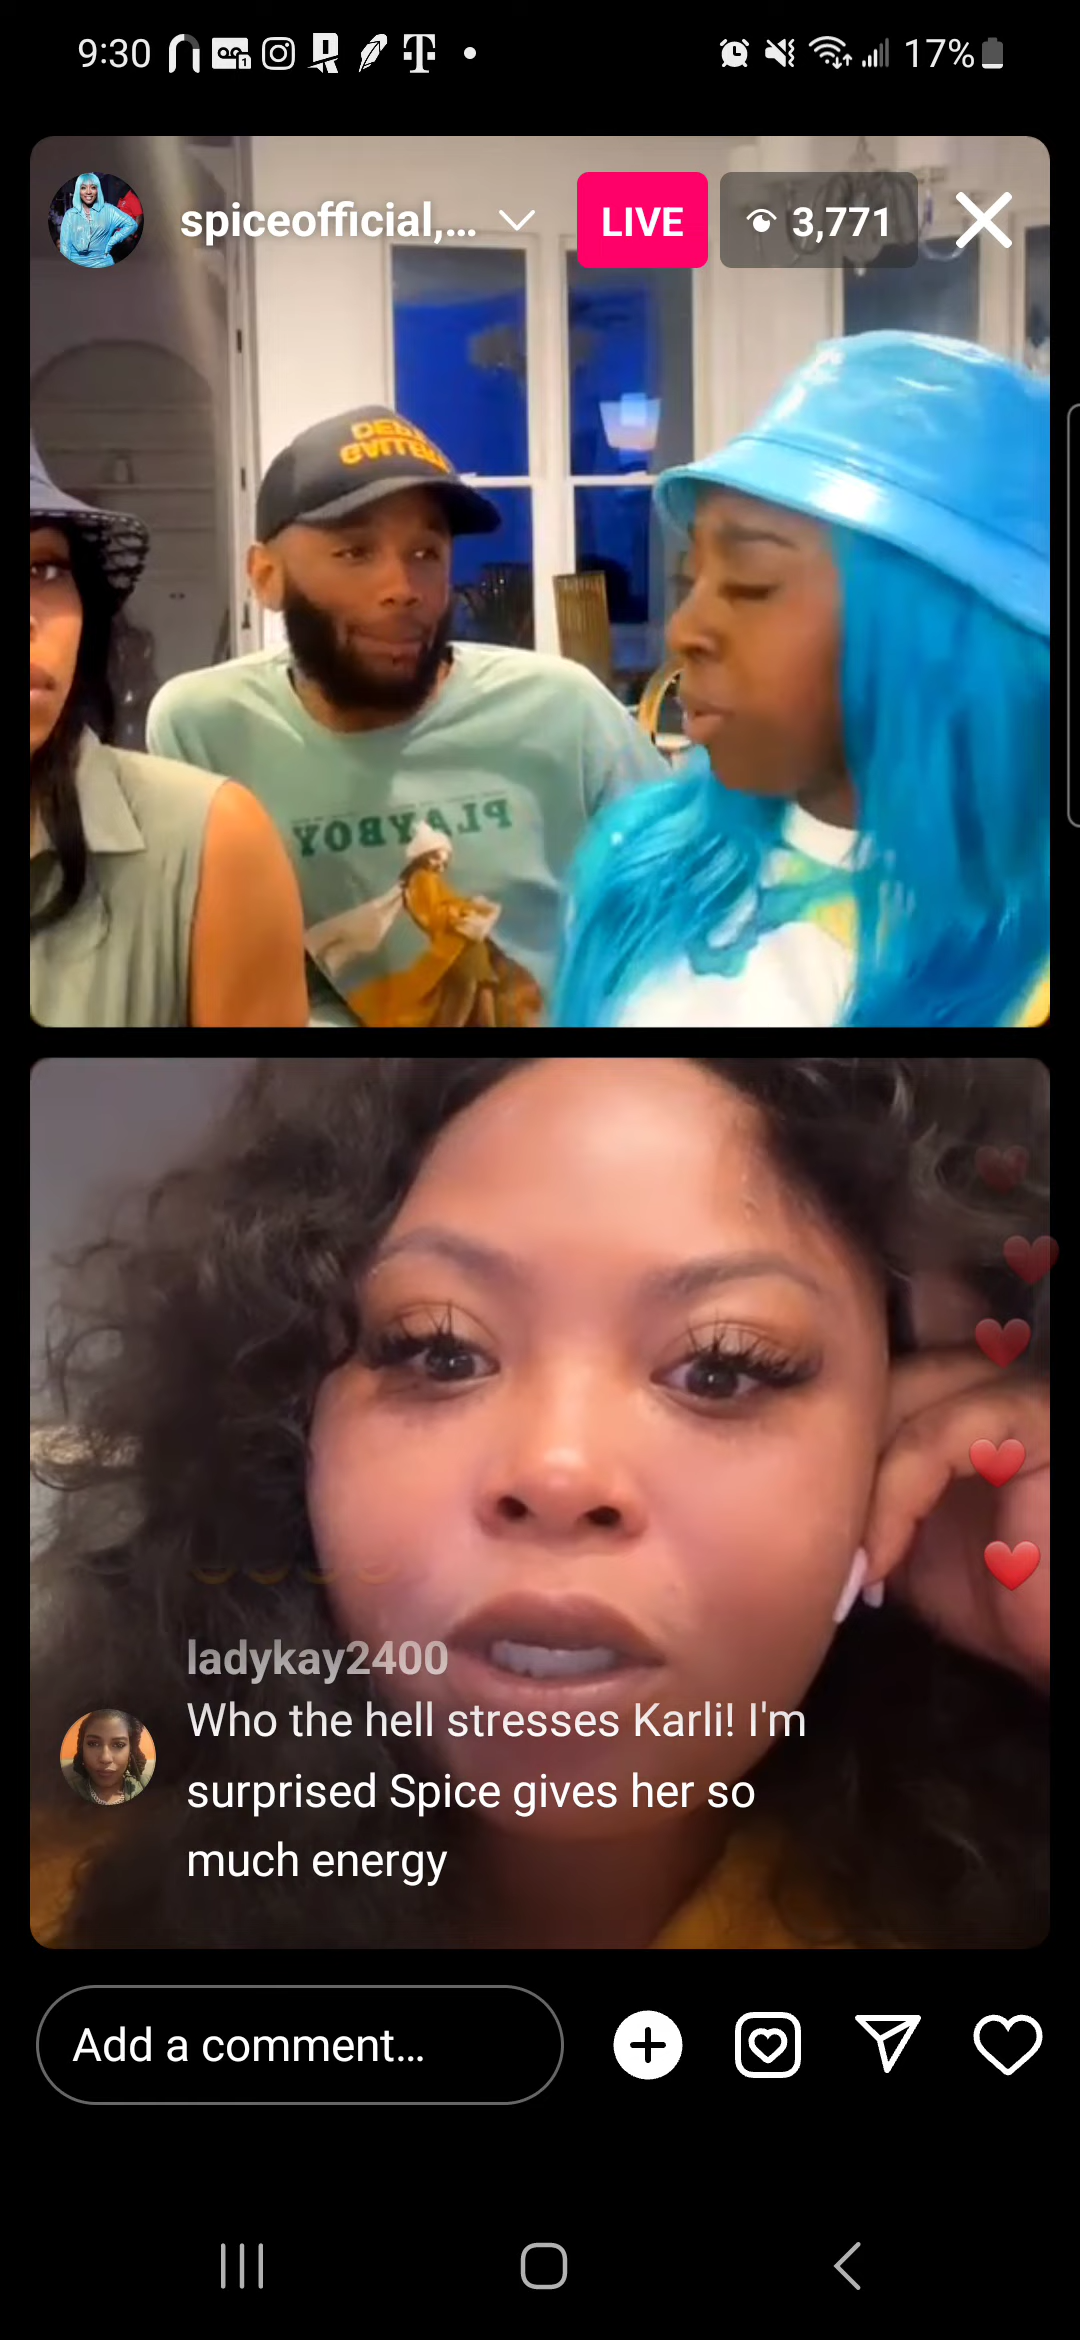 9:30
17%
spiceofficial,...
LIVE
3,771
PLAYBOY
ladykay2400
Who the hell stresses Karli! I'm
surprised Spice gives her so
much energy
Add a comment...